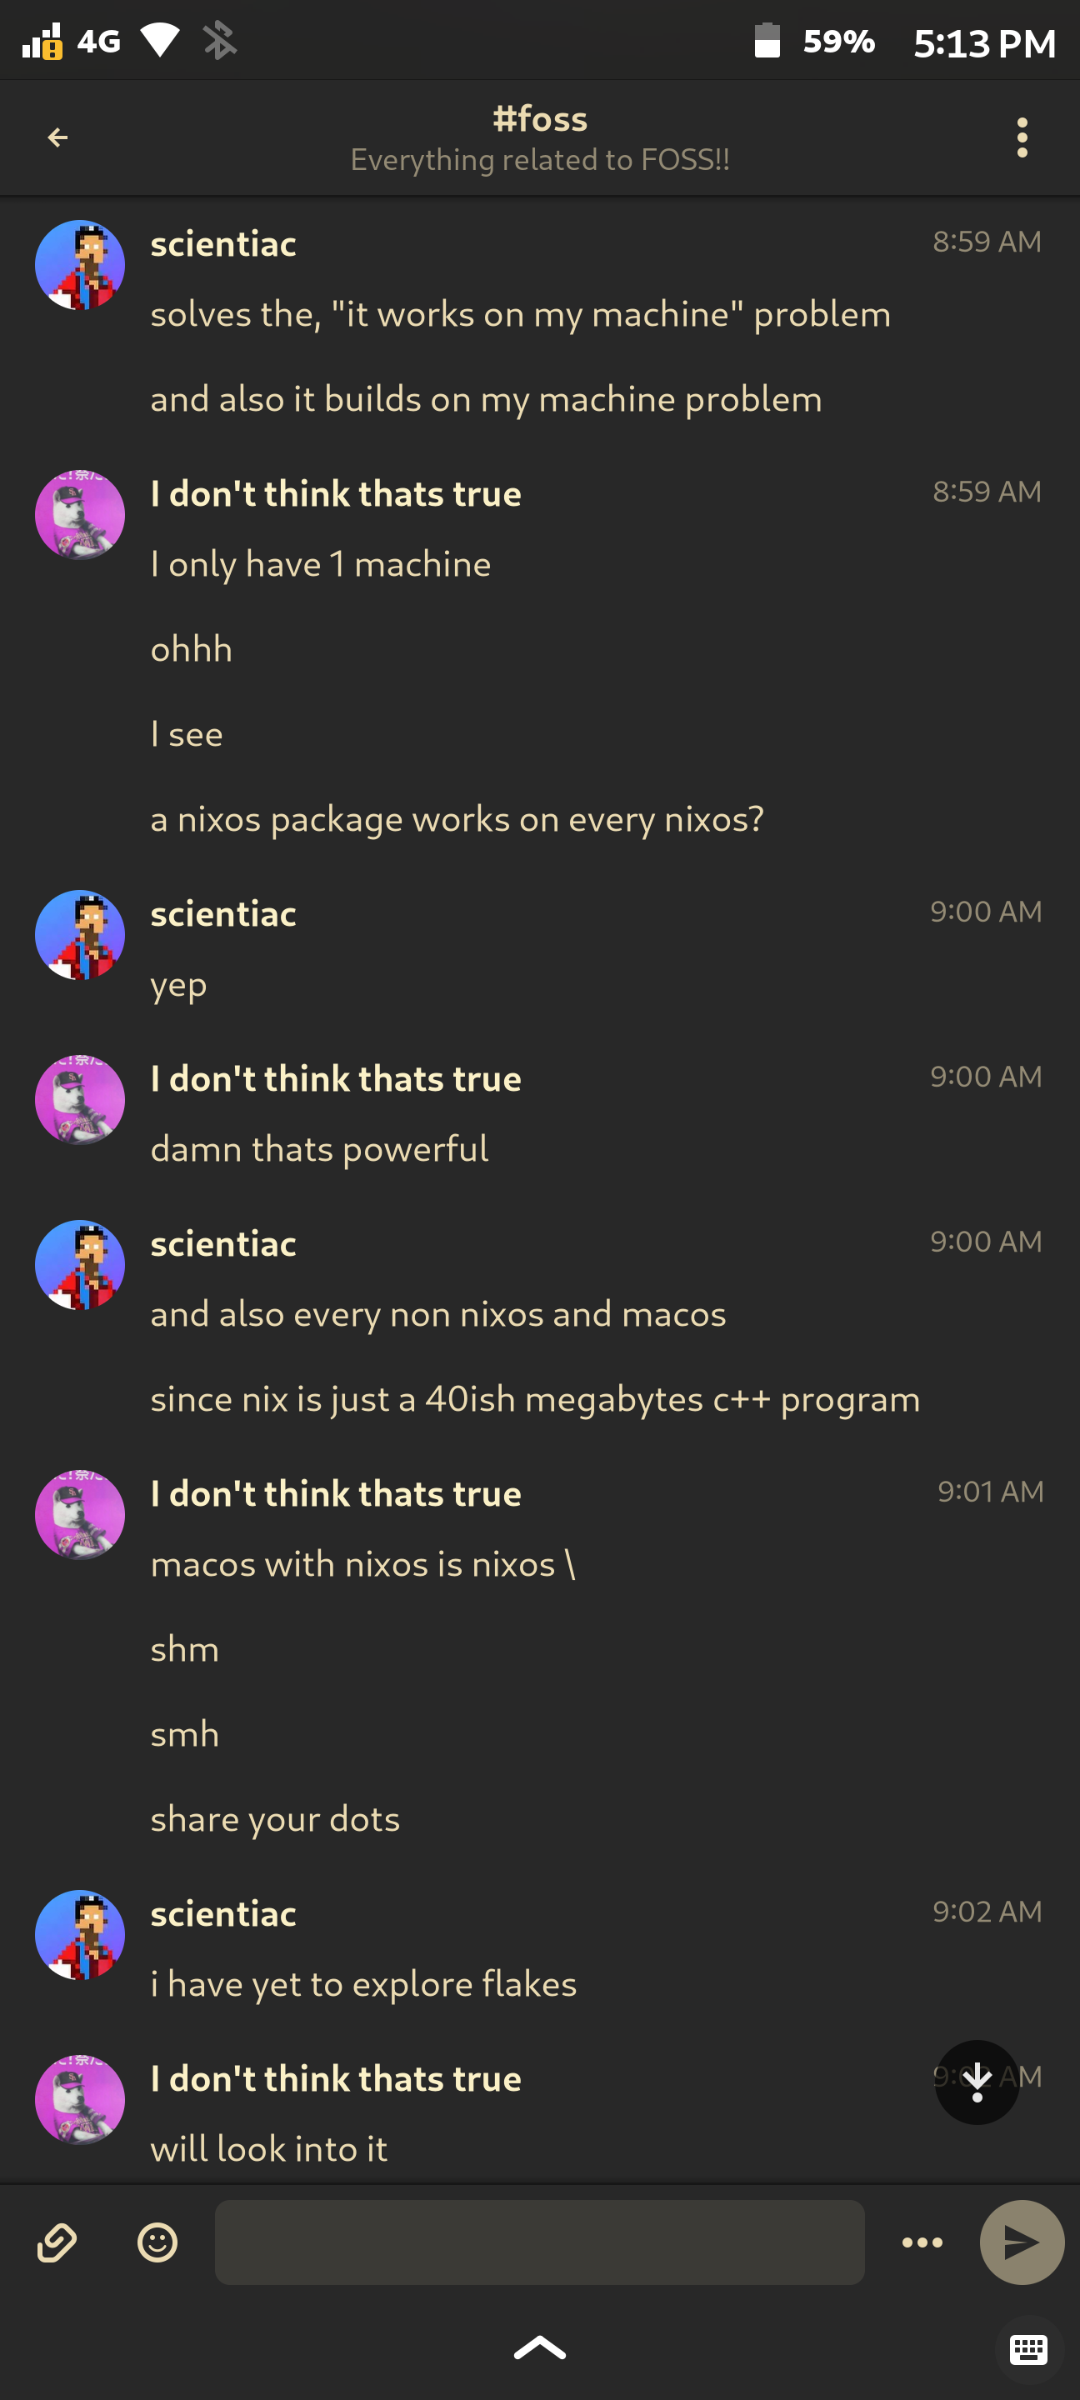 4G 59% 5:13 PM
#foss
Everything related to FOSS!!
scientiac 8:59 AM
solves the, "it works on my machine" problem
and also it builds on my machine problem
I don't think thats true 8:59 AM
I only have 1 machine
ohhh
I see
a nixos package works on every nixos?
scientiac 9:00 AM
yep
I don't think thats true 9:00 AM
damn thats powerful
scientiac 9:00 AM
and also every non nixos and macos
since nix is just a 40ish megabytes c++ program
I don't think thats true 9:01 AM
macos with nixos is nixos \
shm
smh
share your dots
scientiac 9:02 AM
i have yet to explore flakes
I don't think thats true 9:02 AM
will look into it